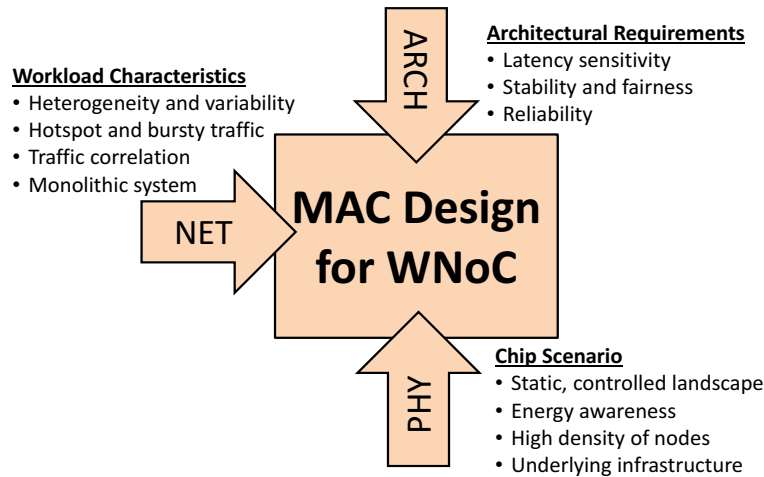 Workload Characteristics
• Heterogeneity and variability
• Hotspot and bursty traffic
• Traffic correlation
• Monolithic system
ARCH
Architectural Requirements
• Latency sensitivity
• Stability and fairness
• Reliability
NET
MAC Design
for WNoC
PHY
Chip Scenario
• Static, controlled landscape
• Energy awareness
• High density of nodes
• Underlying infrastructure